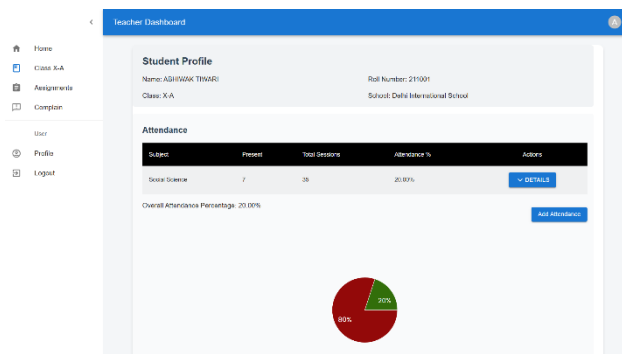 Teacher Dashboard
A
Home
Class X-A
Assignments
Complain
User
Profile
Logout
Student Profile
Name: ABHIWAK TIWARI Roll Number: 211001
Class: X-A School: Delhi International School
Attendance
Subject Present Total Sessions Attendance % Actions
Social Science 7 20.00% DETAILS
Overall Attendance Percentage: 20.00%
Add Attendance
20%
80%